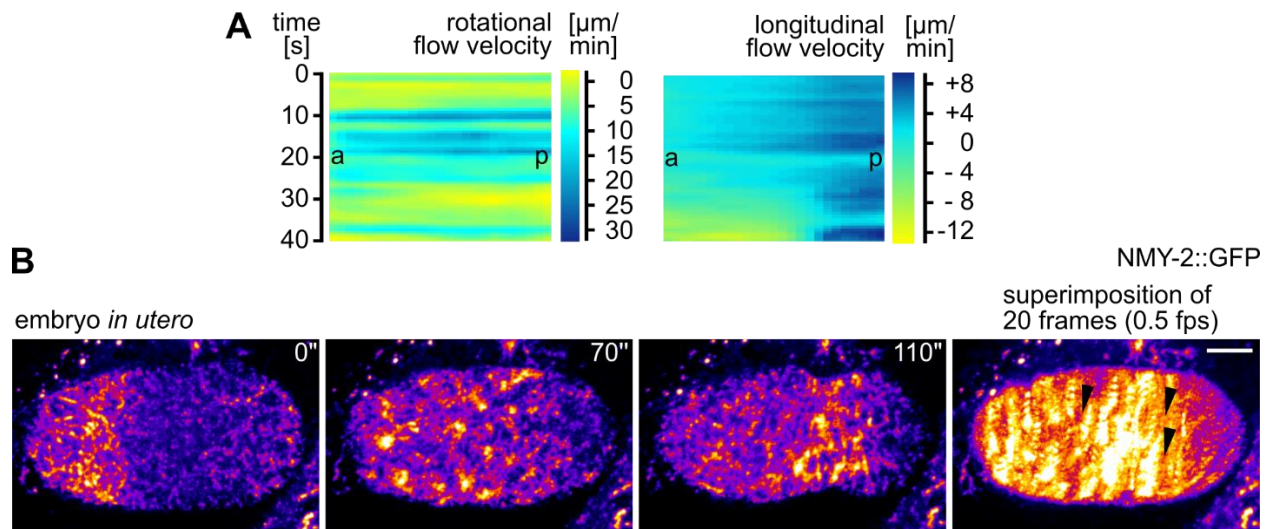 A
time
[s]
rotational
flow velocity
[µm/
min]
longitudinal
flow velocity
[µm/
min]
0
10
20
30
40
a
p
0
5
10
15
20
25
30
a
p
+8
+4
0
- 4
- 8
-12
B
NMY-2::GFP
embryo in utero
superimposition of
20 frames (0.5 fps)
0"
70"
110"